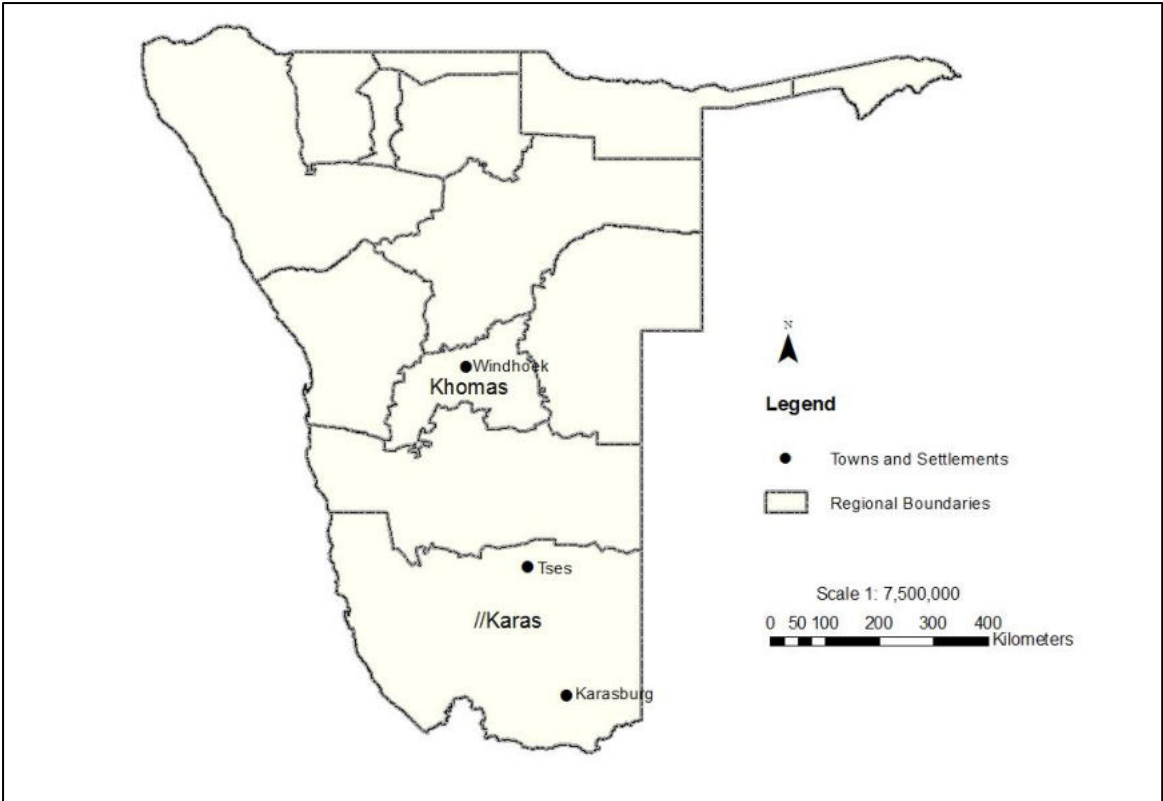 N
Windhoek
Khomas
Legend
Towns and Settlements
Regional Boundaries
Tses
Scale 1: 7,500,000
//Karas
0 50 100 200 300 400
Kilometers
Karasburg